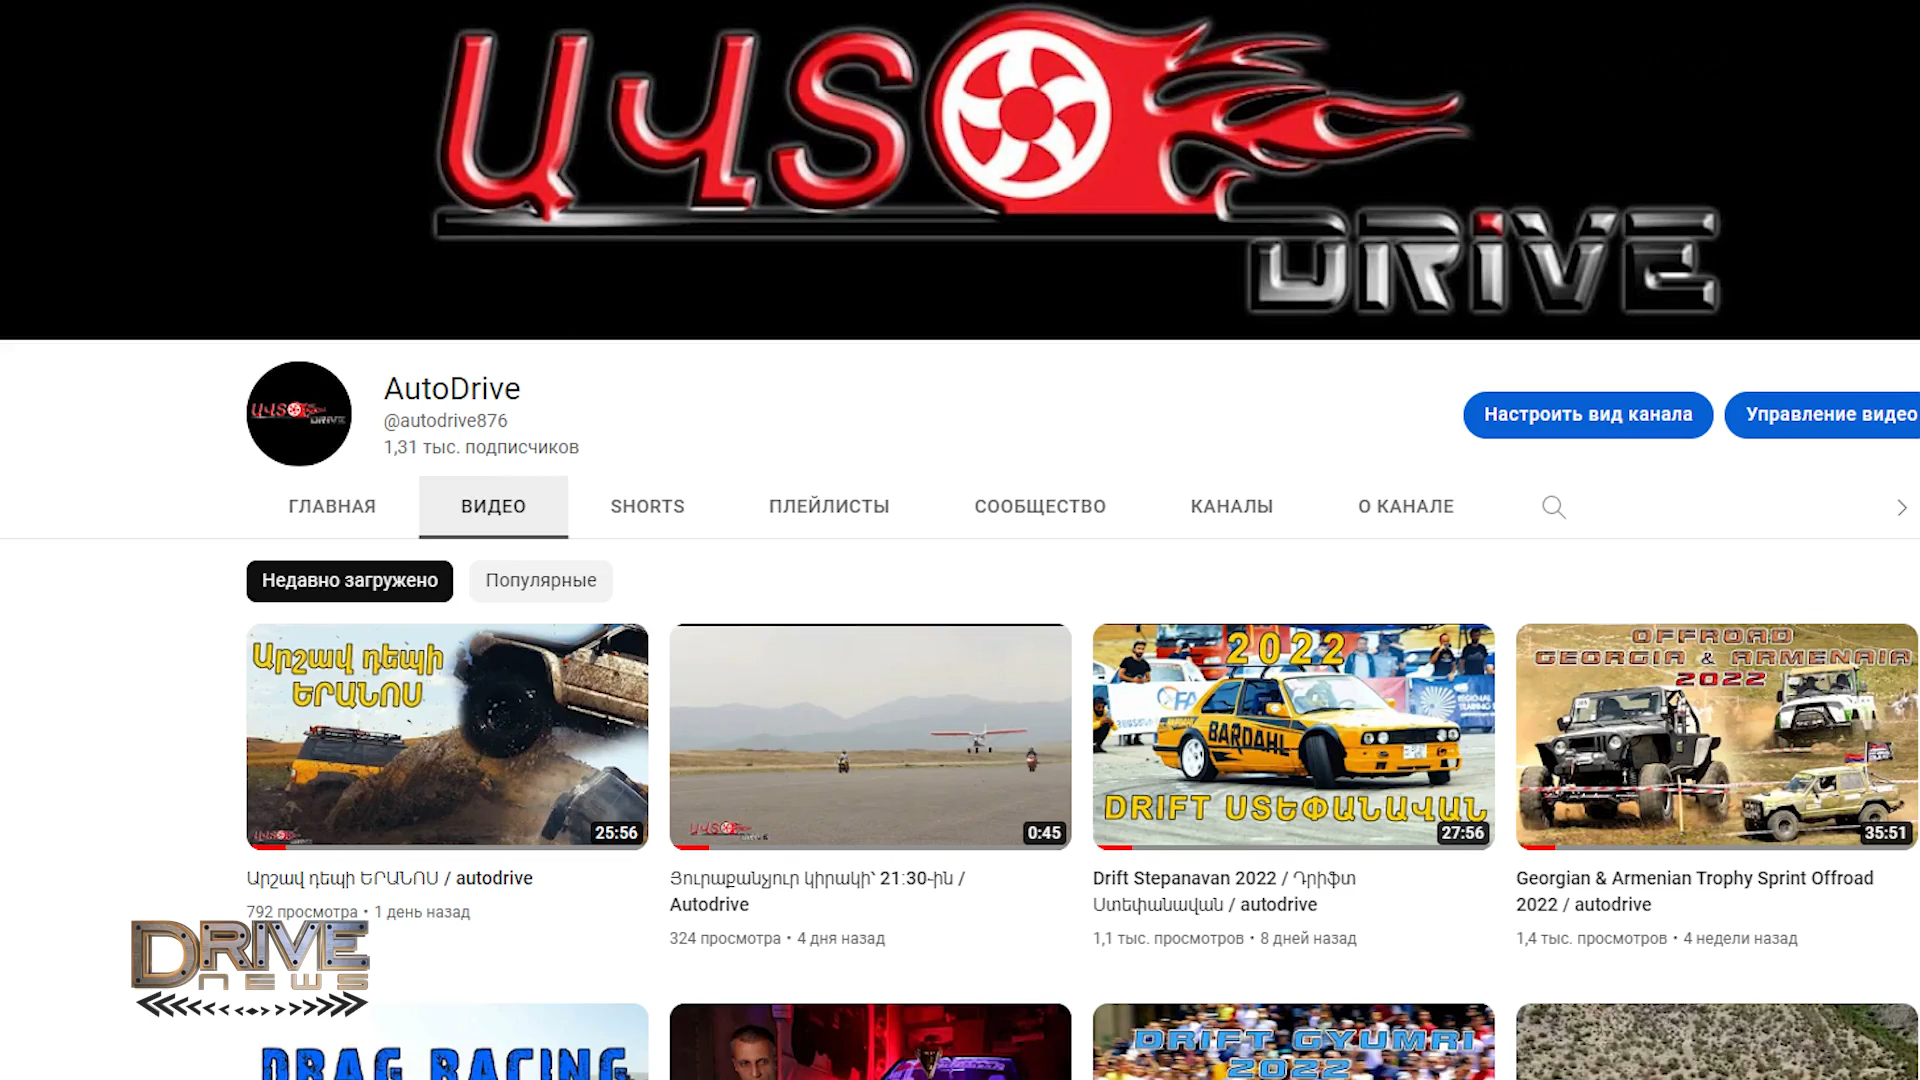 ԱՎՏՕ
DRiVE
AutoDrive
@autodrive876
1,31 тыс. подписчиков
Настроить вид канала
Управление видео
ГЛАВНАЯ
ВИДЕО
SHORTS
ПЛЕЙЛИСТЫ
СООБЩЕСТВО
КАНАЛЫ
О КАНАЛЕ
Недавно загружено
Популярные
Արշավ դեպի
ԵՐԱՆՈՍ
25:56
0:45
2022
BARDAHL
DRIFT ՍՏԵՓԱՆԱՎԱՆ
27:56
OFFROAD
GEORGIA & ARMENAIA
2022
35:51
Արշավ դեպի ԵՐԱՆՈՍ / autodrive
792 просмотра • 1 день назад
Յուրաքանչյուր կիրակի՝ 21:30-ին /
Autodrive
324 просмотра • 4 дня назад
Drift Stepanavan 2022 / Դրիֆտ
Ստեփանավան / autodrive
1,1 тыс. просмотров • 8 дней назад
Georgian & Armenian Trophy Sprint Offroad
2022 / autodrive
1,4 тыс. просмотров • 4 недели назад
DRIVE
NEWS
DRAG RACING
DRIFT GYUMRI
2022